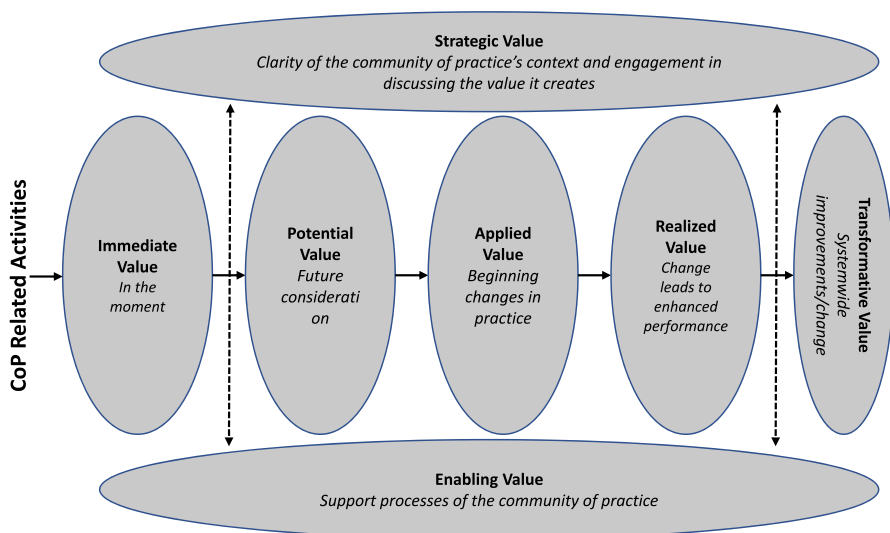 Strategic Value
Clarity of the community of practice's context and engagement in
discussing the value it creates
CoP Related Activities
Immediate
Value
In the
moment
Potential
Value
Future
considerati
on
Applied
Value
Beginning
changes in
practice
Realized
Value
Change
leads to
enhanced
performance
Transformative Value
Systemwide
improvements/change
Enabling Value
Support processes of the community of practice